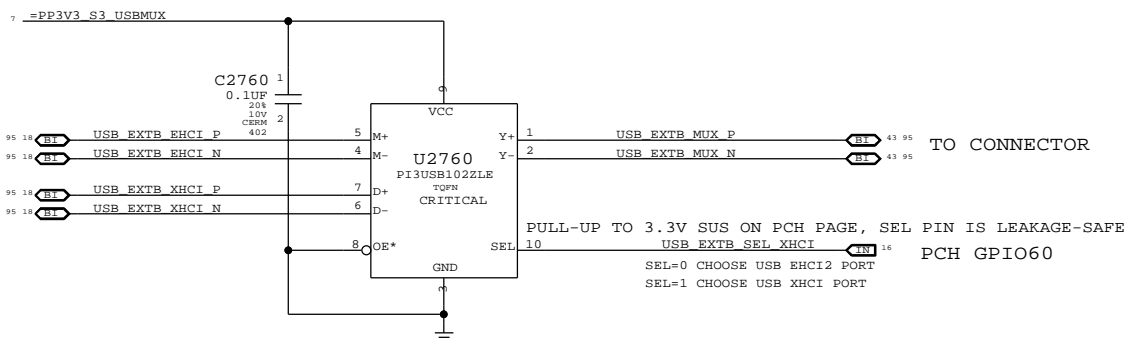 7 =PP3V3_S3_USBMUX
C2760 1
0.1UF
20%
10V
CERM
402
2
9
VCC
95 18 BI USB_EXTB_EHCI_P 5 M+
95 18 BI USB_EXTB_EHCI_N 4 M-
Y+ 1 USB_EXTB_MUX_P BI 43 95
Y- 2 USB_EXTB_MUX_N BI 43 95
TO CONNECTOR
U2760
PI3USB102ZLE
TQFN
CRITICAL
95 18 BI USB_EXTB_XHCI_P 7 D+
95 18 BI USB_EXTB_XHCI_N 6 D-
PULL-UP TO 3.3V SUS ON PCH PAGE, SEL PIN IS LEAKAGE-SAFE
8 OE*
SEL 10 USB_EXTB_SEL_XHCI IN 16
PCH GPIO60
SEL=0 CHOOSE USB EHCI2 PORT
SEL=1 CHOOSE USB XHCI PORT
GND
3